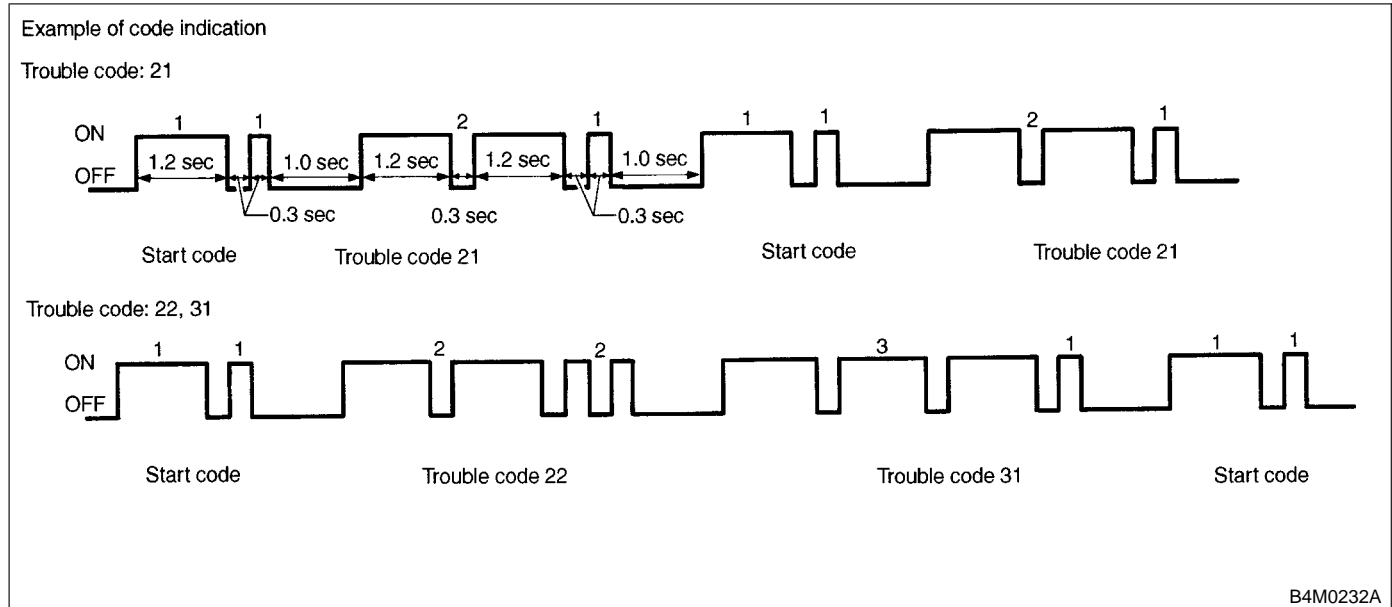 Example of code indication
Trouble code: 21
1 1 2 1 1 1 2 1
ON
1.2 sec 1.0 sec 1.2 sec 1.2 sec 1.0 sec
OFF
0.3 sec 0.3 sec 0.3 sec
Start code Trouble code 21 Start code Trouble code 21
Trouble code: 22, 31
1 1 2 2 3 1 1 1
ON
OFF
Start code Trouble code 22 Trouble code 31 Start code
B4M0232A